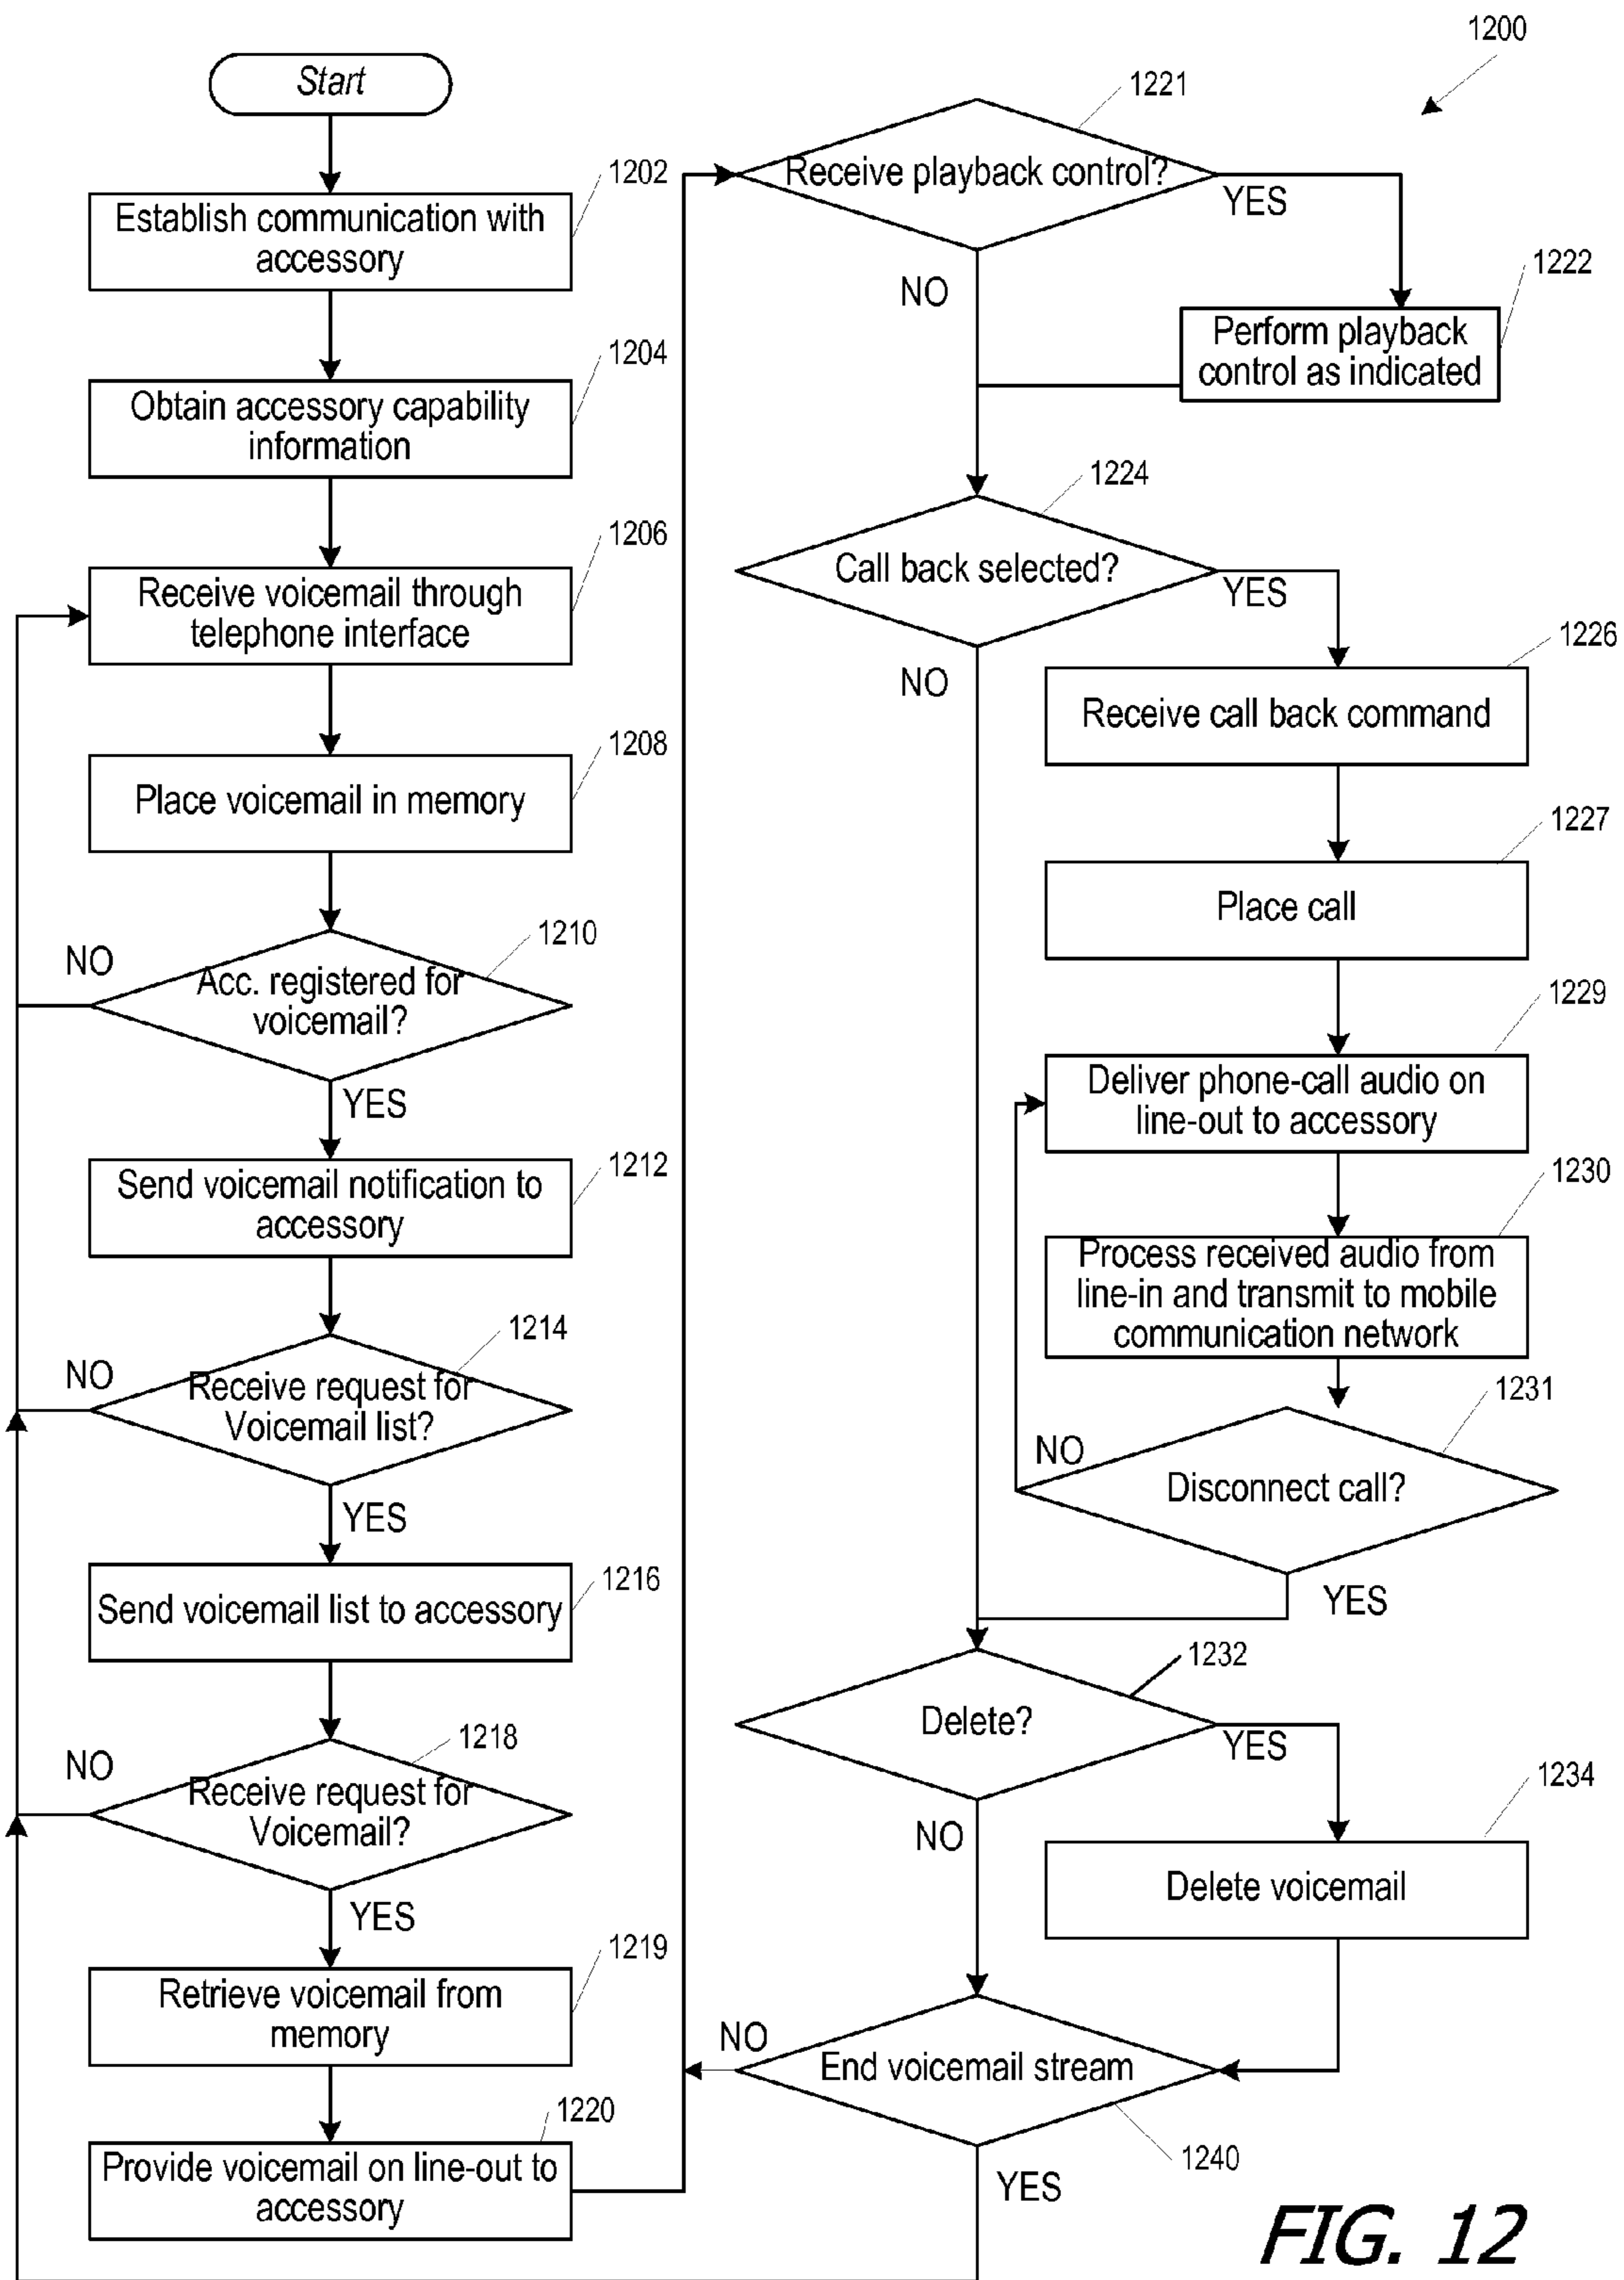 1200
Start
1202
Establish communication with
accessory
1204
Obtain accessory capability
information
1206
Receive voicemail through
telephone interface
1208
Place voicemail in memory
1210
NO
Acc. registered for
voicemail?
YES
1212
Send voicemail notification to
accessory
1214
NO
Receive request for
Voicemail list?
YES
1216
Send voicemail list to accessory
1218
NO
Receive request for
Voicemail?
YES
1219
Retrieve voicemail from
memory
1220
Provide voicemail on line-out to
accessory
1221
Receive playback control?
YES
NO
1222
Perform playback
control as indicated
1224
Call back selected?
YES
NO
1226
Receive call back command
1227
Place call
1229
Deliver phone-call audio on
line-out to accessory
1230
Process received audio from
line-in and transmit to mobile
communication network
1231
NO
Disconnect call?
YES
1232
Delete?
YES
NO
1234
Delete voicemail
NO
End voicemail stream
1240
YES
FIG. 12